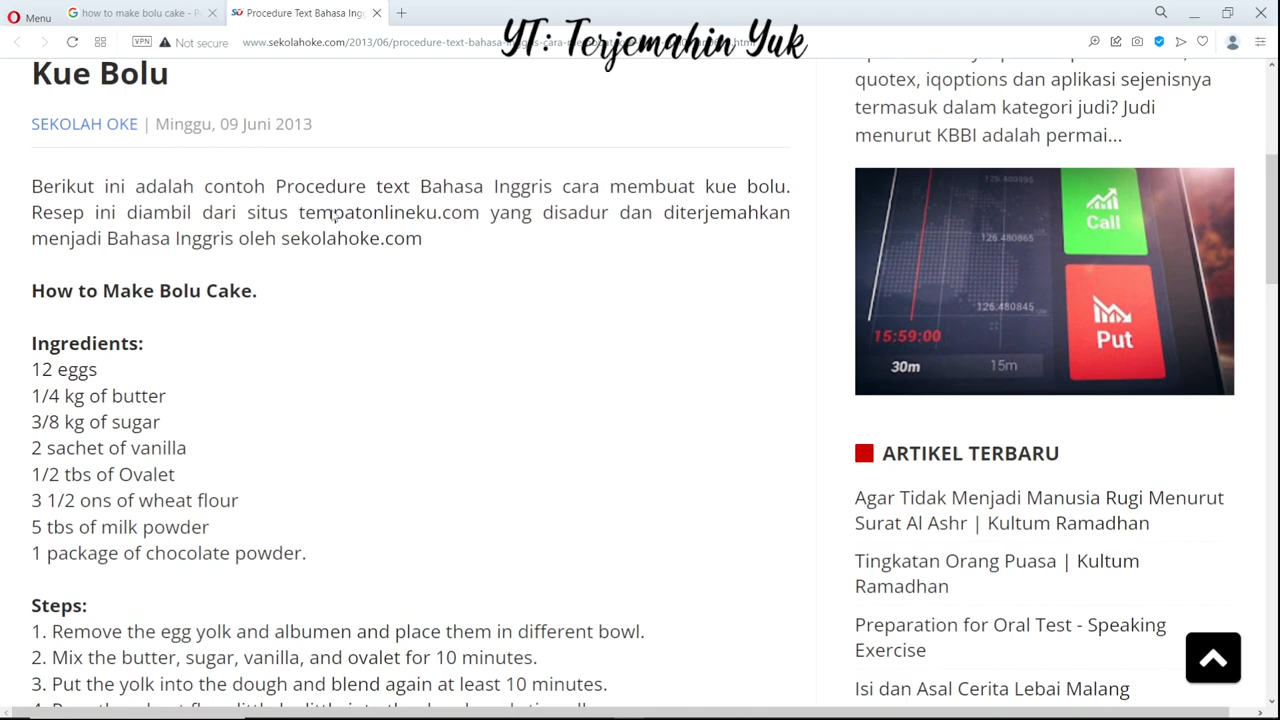 Menu
how to make bolu cake - P
Procedure Text Bahasa Ing
YT: Terjemahin Yuk
VPN
Not secure
www.sekolahoke.com/2013/06/procedure-text-bahasa-
Kue Bolu
SEKOLAH OKE | Minggu, 09 Juni 2013
Berikut ini adalah contoh Procedure text Bahasa Inggris cara membuat kue bolu.
Resep ini diambil dari situs tempatonlineku.com yang disadur dan diterjemahkan
menjadi Bahasa Inggris oleh sekolahoke.com
How to Make Bolu Cake.
Ingredients:
12 eggs
1/4 kg of butter
3/8 kg of sugar
2 sachet of vanilla
1/2 tbs of Ovalet
3 1/2 ons of wheat flour
5 tbs of milk powder
1 package of chocolate powder.
Steps:
1. Remove the egg yolk and albumen and place them in different bowl.
2. Mix the butter, sugar, vanilla, and ovalet for 10 minutes.
3. Put the yolk into the dough and blend again at least 10 minutes.
quotex, iqoptions dan aplikasi sejenisnya
termasuk dalam kategori judi? Judi
menurut KBBI adalah permai...
126.480865
Call
126.480845
15:59:00
Put
30m
15m
ARTIKEL TERBARU
Agar Tidak Menjadi Manusia Rugi Menurut
Surat Al Ashr | Kultum Ramadhan
Tingkatan Orang Puasa | Kultum
Ramadhan
Preparation for Oral Test - Speaking
Exercise
Isi dan Asal Cerita Lebai Malang